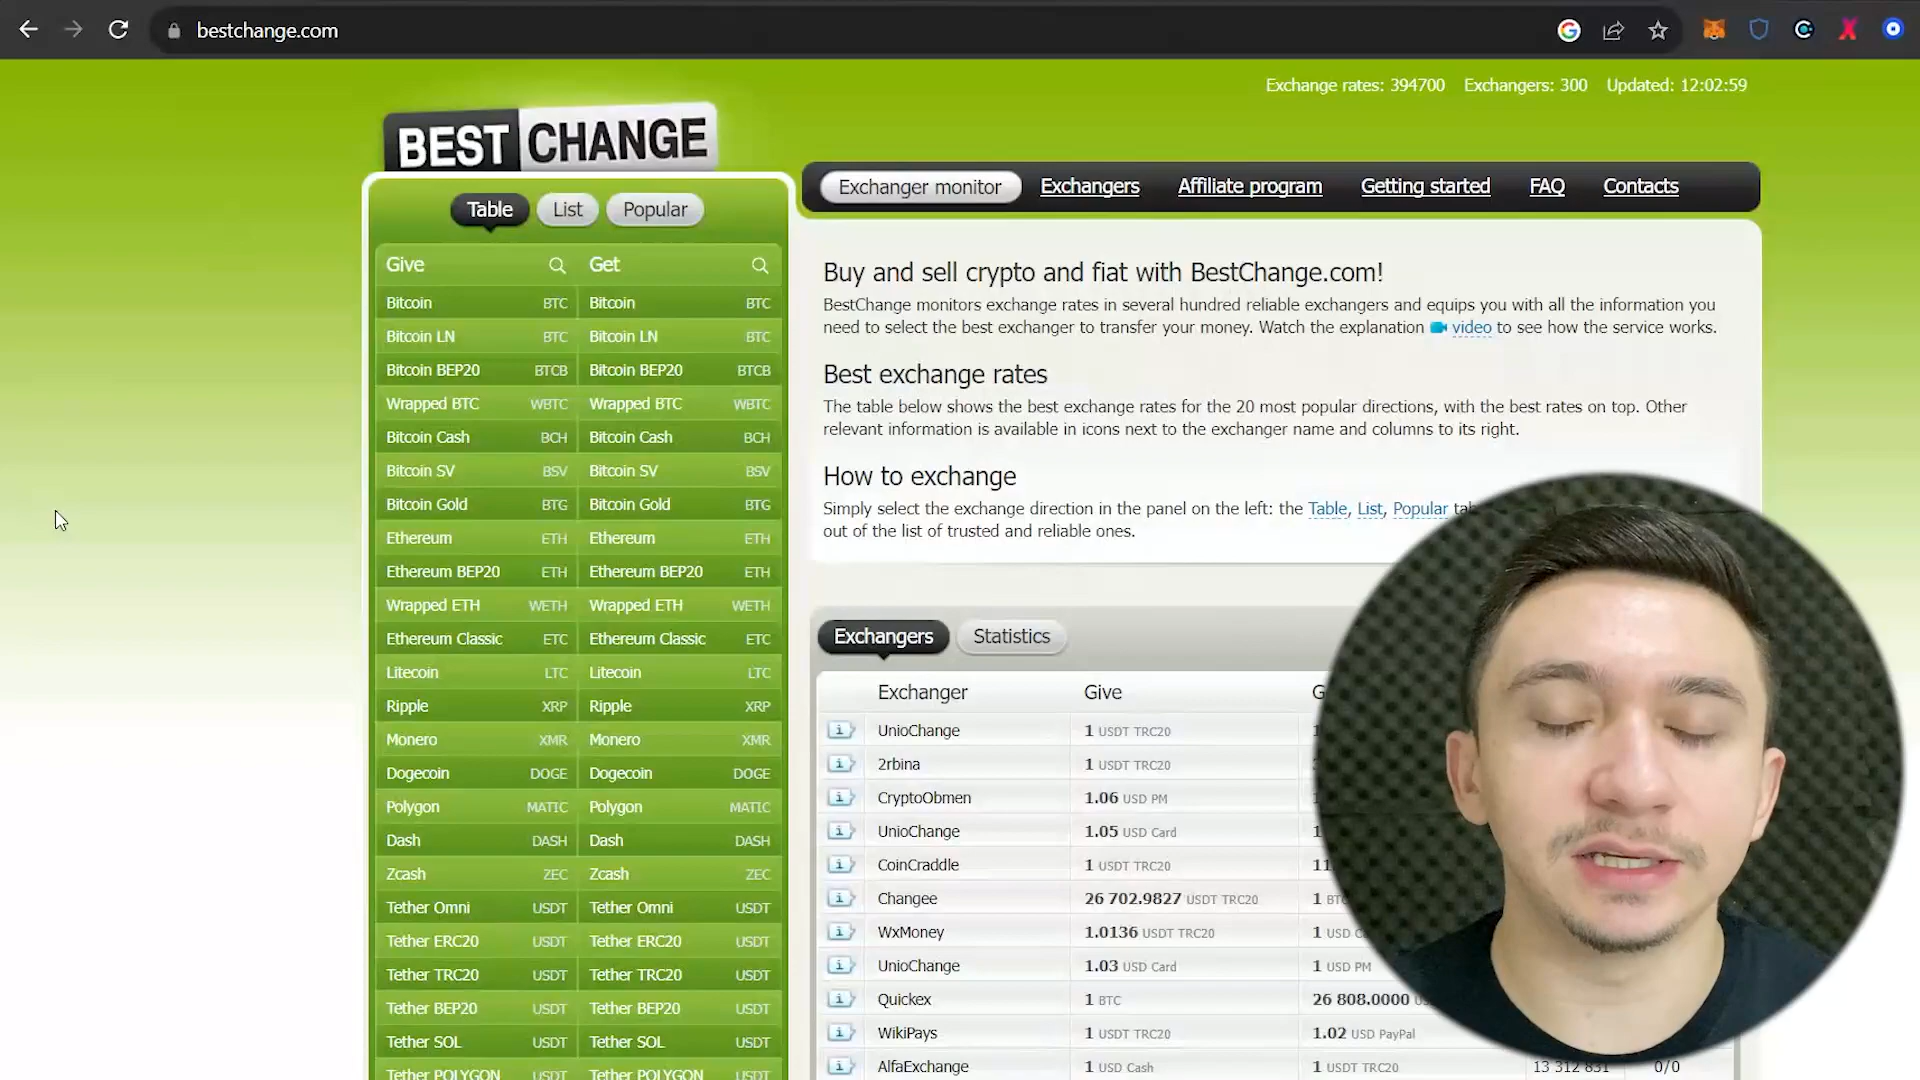 bestchange.com
Exchange rates: 394700 Exchangers: 300 Updated: 12:02:59
BEST CHANGE
Exchanger monitor Exchangers Affiliate program Getting started FAQ Contacts
Table List Popular
Give Get
Bitcoin BTC Bitcoin BTC
Bitcoin LN BTC Bitcoin LN BTC
Bitcoin BEP20 BTCB Bitcoin BEP20 BTCB
Wrapped BTC WBTC Wrapped BTC WBTC
Bitcoin Cash BCH Bitcoin Cash BCH
Bitcoin SV BSV Bitcoin SV BSV
Bitcoin Gold BTG Bitcoin Gold BTG
Ethereum ETH Ethereum ETH
Ethereum BEP20 ETH Ethereum BEP20 ETH
Wrapped ETH WETH Wrapped ETH WETH
Ethereum Classic ETC Ethereum Classic ETC
Litecoin LTC Litecoin LTC
Ripple XRP Ripple XRP
Monero XMR Monero XMR
Dogecoin DOGE Dogecoin DOGE
Polygon MATIC Polygon MATIC
Dash DASH Dash DASH
Zcash ZEC Zcash ZEC
Tether Omni USDT Tether Omni USDT
Tether ERC20 USDT Tether ERC20 USDT
Tether TRC20 USDT Tether TRC20 USDT
Tether BEP20 USDT Tether BEP20 USDT
Tether SOL USDT Tether SOL USDT
Tether POLYGON USDT Tether POLYGON USDT
Buy and sell crypto and fiat with BestChange.com!
BestChange monitors exchange rates in several hundred reliable exchangers and equips you with all the information you
need to select the best exchanger to transfer your money. Watch the explanation video to see how the service works.
Best exchange rates
The table below shows the best exchange rates for the 20 most popular directions, with the best rates on top. Other
relevant information is available in icons next to the exchanger name and columns to its right.
How to exchange
Simply select the exchange direction in the panel on the left: the Table, List, Popular
out of the list of trusted and reliable ones.
Exchangers Statistics
Exchanger Give
UnioChange 1 USDT TRC20
2rbina 1 USDT TRC20
CryptoObmen 1.06 USD PM
UnioChange 1.05 USD Card
CoinCraddle 1 USDT TRC20
Changee 26 702.9827 USDT TRC20 1
WxMoney 1.0136 USDT TRC20 1 USD
UnioChange 1.03 USD Card 1 USD PM
Quickex 1 BTC 26 808.0000
WikiPays 1 USDT TRC20 1.02 USD PayPal
AlfaExchange 1 USD Cash 1 USDT TRC20 13 312 831 0/0